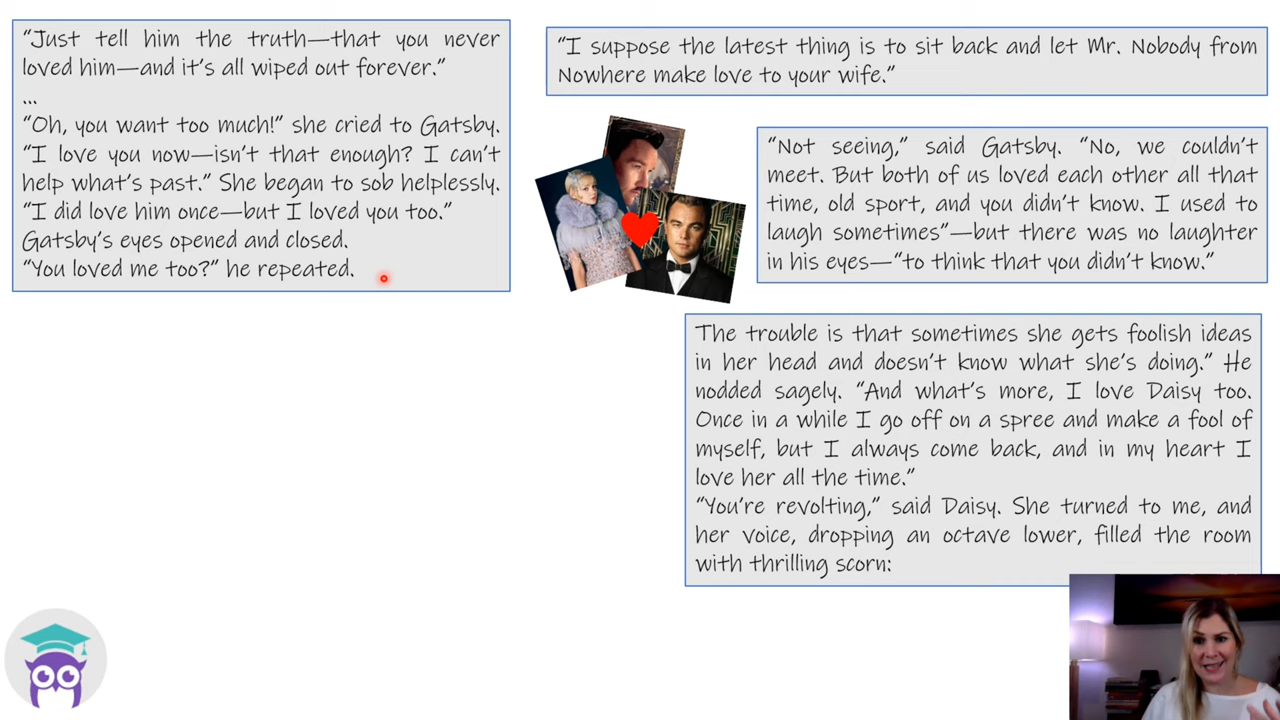 “Just tell him the truth—that you never
loved him—and it’s all wiped out forever.”
...
“Oh, you want too much!” she cried to Gatsby.
“I love you now—isn’t that enough? I can’t
help what’s past.” She began to sob helplessly.
“I did love him once—but I loved you too.”
Gatsby’s eyes opened and closed.
“You loved me too?” he repeated.
“I suppose the latest thing is to sit back and let Mr. Nobody from
Nowhere make love to your wife.”
“Not seeing,” said Gatsby. “No, we couldn’t
meet. But both of us loved each other all that
time, old sport, and you didn’t know. I used to
laugh sometimes”—but there was no laughter
in his eyes—“to think that you didn’t know.”
The trouble is that sometimes she gets foolish ideas
in her head and doesn’t know what she’s doing.” He
nodded sagely. “And what’s more, I love Daisy too.
Once in a while I go off on a spree and make a fool of
myself, but I always come back, and in my heart I
love her all the time.”
“You’re revolting,” said Daisy. She turned to me, and
her voice, dropping an octave lower, filled the room
with thrilling scorn: